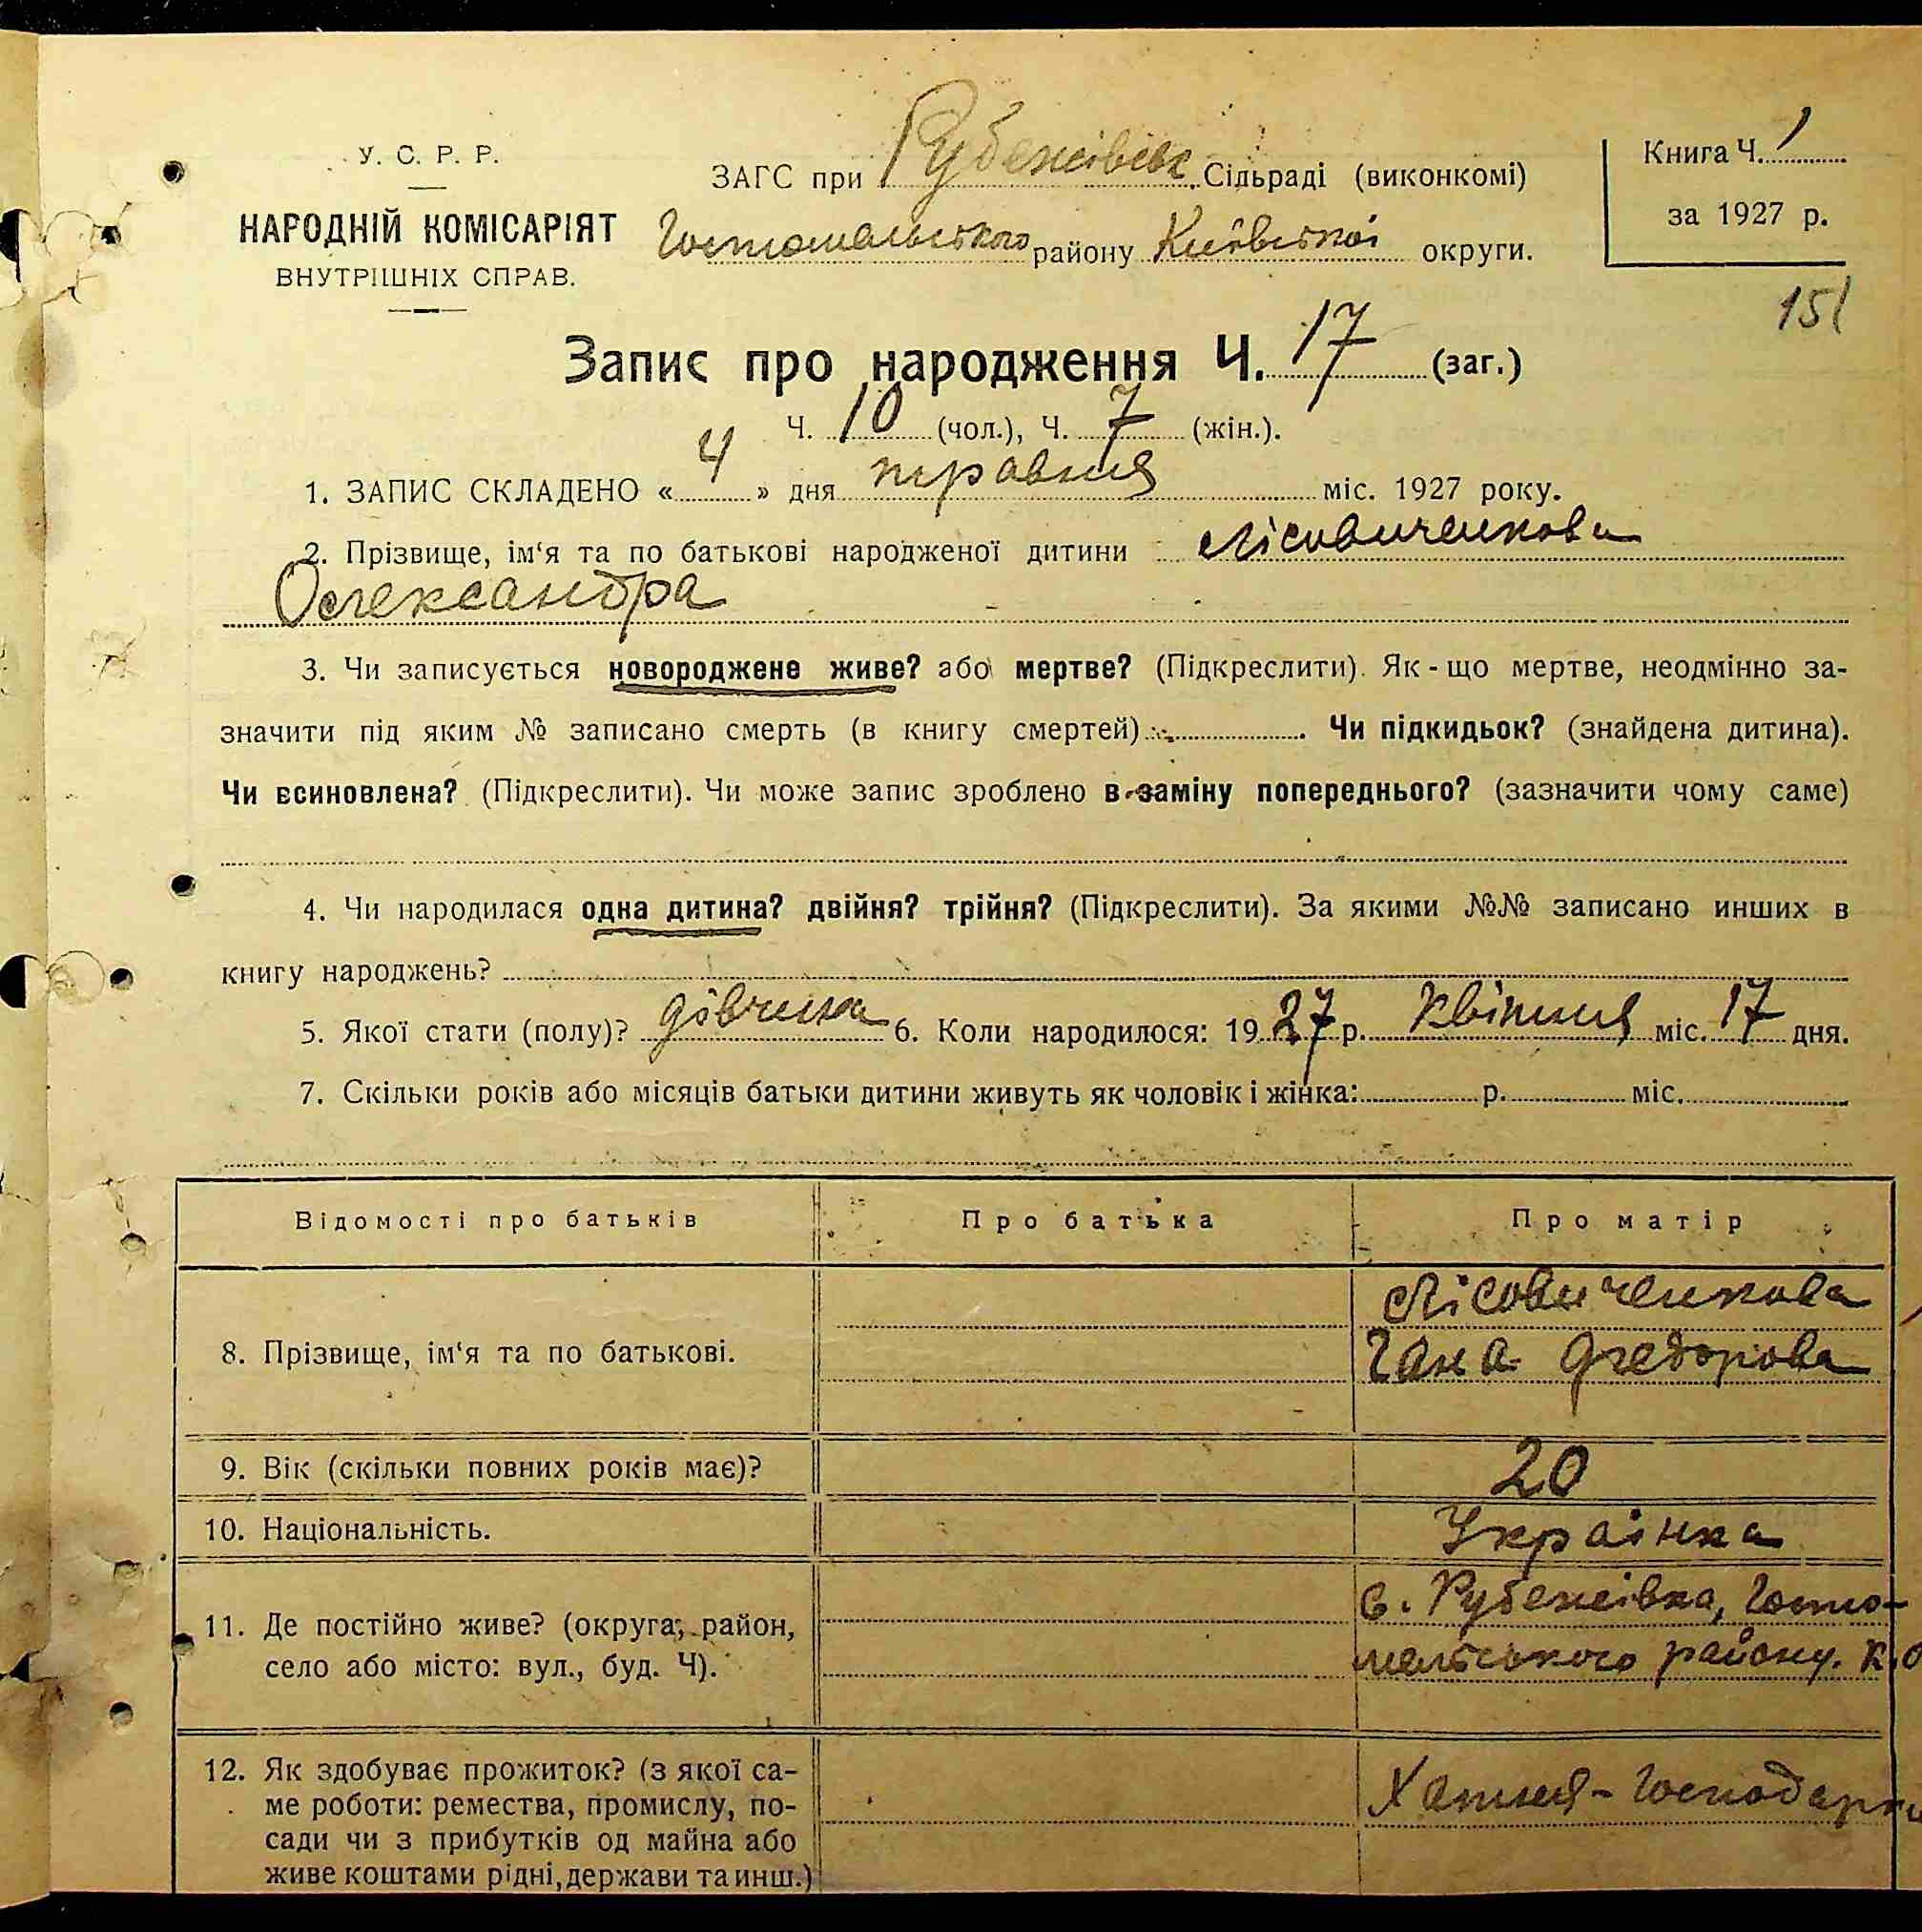 У. С. Р. Р.
НАРОДНІЙ КОМІСАРІЯТ
ВНУТРІШНІХ СПРАВ.
ЗАГС при Рубежівськ. Сільраді (виконкомі)
Гостомельського району Київської округи.
Книга Ч. 1
за 1927 р.
151
Запис про народження Ч. 17 (заг.)
Ч. 10 (чол.), Ч. 7 (жін.).
1. ЗАПИС СКЛАДЕНО « 4 » дня травня міс. 1927 року.
2. Прізвище, ім‘я та по батькові народженої дитини Лісовиченкова
Олександра
3. Чи записується новороджене живе? або мертве? (Підкреслити). Як-що мертве, неодмінно за-
значити під яким № записано смерть (в книгу смертей) . Чи підкидьок? (знайдена дитина).
Чи всиновлена? (Підкреслити). Чи може запис зроблено в заміну попереднього? (зазначити чому саме)
4. Чи народилася одна дитина? двійня? трійня? (Підкреслити). За якими №№ записано инших в
книгу народжень?
5. Якої стати (полу)? дівчина 6. Коли народилося: 1927 р. Квітня міс. 17 дня.
7. Скільки років або місяців батьки дитини живуть як чоловік і жінка: р. міс.
Відомості про батьків Про батька Про матір
8. Прізвище, ім‘я та по батькові.
Лісовиченкова
Гана Федорова
9. Вік (скільки повних років має)? 20
10. Національність. Українка
11. Де постійно живе? (округа, район,
село або місто: вул., буд. Ч).
с. Рубежівка, Госто-
мельського району. К.О
12. Як здобуває прожиток? (з якої са-
ме роботи: ремества, промислу, по-
сади чи з прибутків од майна або
живе коштами рідні, держави та инш.)
Хатня-господарка